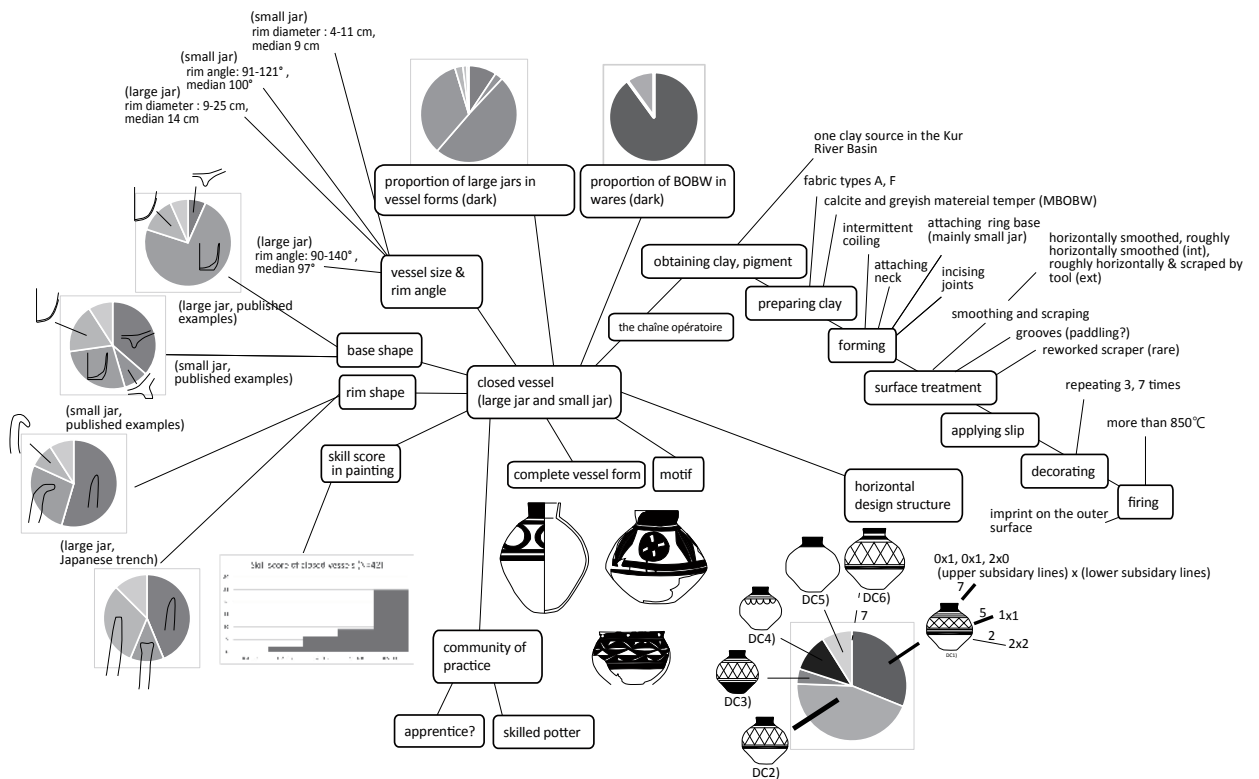 (small jar)
rim diameter : 4-11 cm,
median 9 cm
(small jar)
rim angle: 91-121° ,
median 100°
(large jar)
rim diameter : 9-25 cm,
median 14 cm
(large jar)
rim angle: 90-140° ,
median 97°
vessel size &
rim angle
proportion of large jars in
vessel forms (dark)
proportion of BOBW in
wares (dark)
one clay source in the Kur
River Basin
fabric types A, F
calcite and greyish matereial temper (MBOBW)
obtaining clay, pigment
preparing clay
the chaîne opératoire
intermittent
coiling
attaching
neck
attaching ring base
(mainly small jar)
incising
joints
forming
horizontally smoothed, roughly
horizontally smoothed (int),
roughly horizontally & scraped by
tool (ext)
smoothing and scraping
grooves (paddling?)
reworked scraper (rare)
surface treatment
applying slip
repeating 3, 7 times
decorating
more than 850℃
firing
imprint on the outer
surface
(large jar, published
examples)
base shape
(small jar,
published examples)
rim shape
(small jar,
published examples)
(large jar,
Japanese trench)
closed vessel
(large jar and small jar)
skill score
in painting
Skill score of closed vessels (N=42)
complete vessel form
motif
horizontal
design structure
community of
practice
apprentice?
skilled potter
DC5)
DC6)
7
DC4)
DC3)
DC2)
0x1, 0x1, 2x0
(upper subsidary lines) x (lower subsidary lines)
7
5
1x1
2
2x2
DC1)